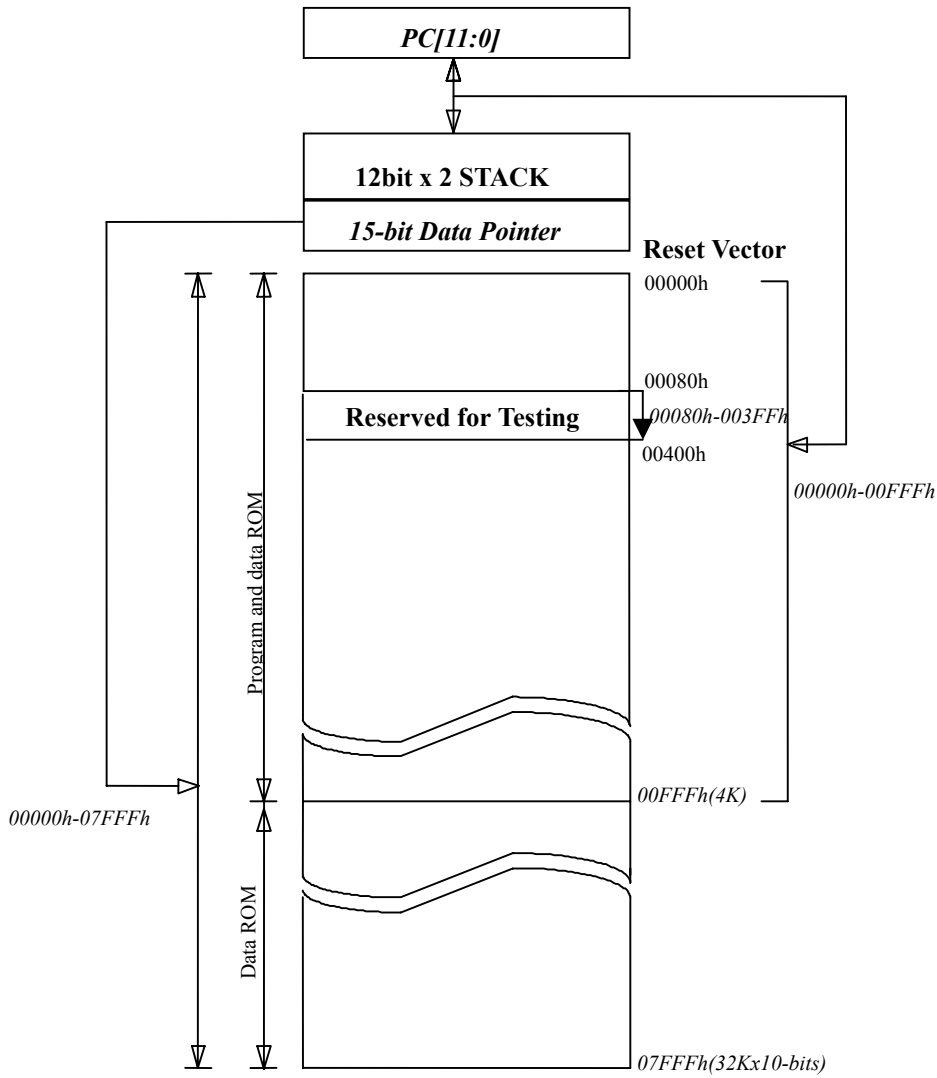 PC[11:0]
12bit x 2 STACK
15-bit Data Pointer
Reset Vector
00000h
00080h
Reserved for Testing
00080h-003FFh
00400h
00000h-00FFFh
Program and data ROM
00FFFh(4K)
00000h-07FFFh
Data ROM
07FFFh(32Kx10-bits)